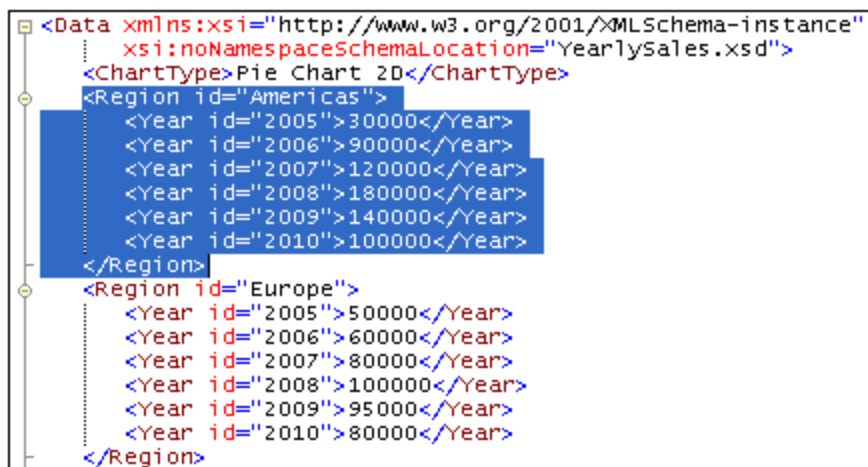 <Data xmlns:xsi="http://www.w3.org/2001/XMLSchema-instance"
xsi:noNamespaceSchemaLocation="YearlySales.xsd">
<ChartType>Pie Chart 2D</ChartType>
<Region id="Americas">
<Year id="2005">30000</Year>
<Year id="2006">90000</Year>
<Year id="2007">120000</Year>
<Year id="2008">180000</Year>
<Year id="2009">140000</Year>
<Year id="2010">100000</Year>
</Region>
<Region id="Europe">
<Year id="2005">50000</Year>
<Year id="2006">60000</Year>
<Year id="2007">80000</Year>
<Year id="2008">100000</Year>
<Year id="2009">95000</Year>
<Year id="2010">80000</Year>
</Region>